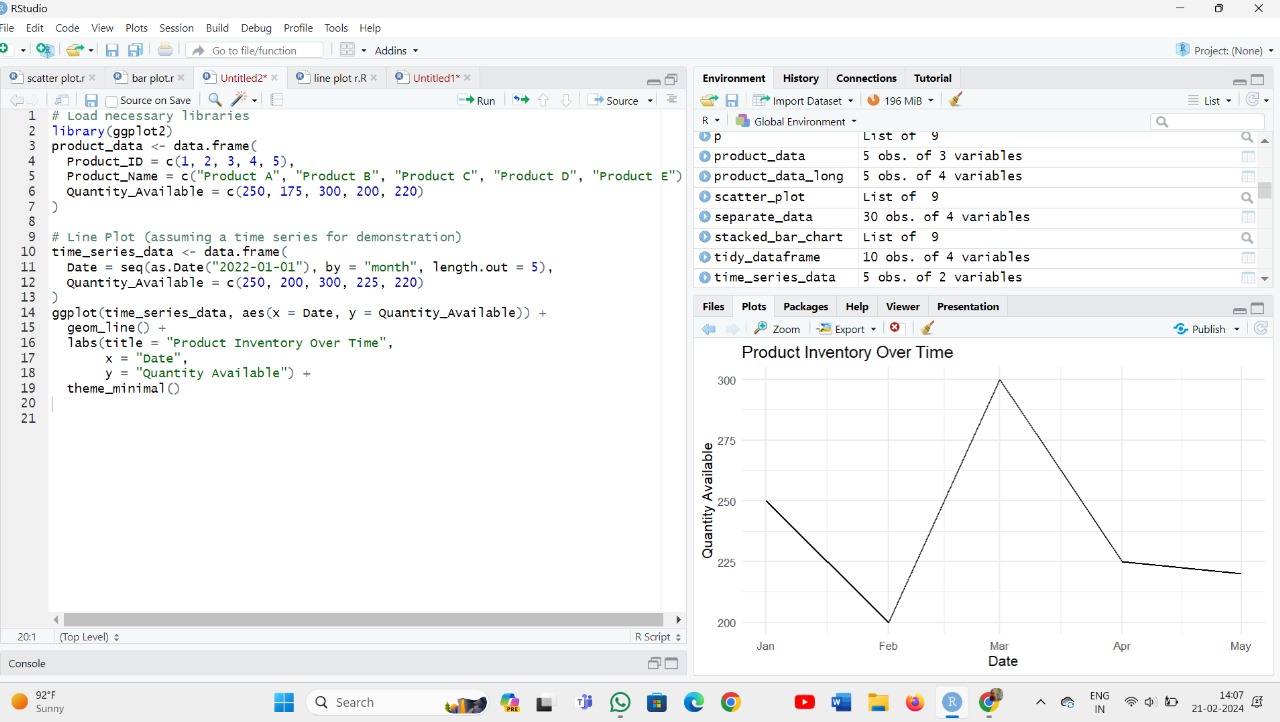 RStudio
File Edit Code View Plots Session Build Debug Profile Tools Help
Go to file/function Addins Project: (None)
scatter plot.r bar plot.r Untitled2* line plot r.R Untitled1*
Source on Save Run Source
1 # Load necessary libraries
2 library(ggplot2)
3 product_data <- data.frame(
4 Product_ID = c(1, 2, 3, 4, 5),
5 Product_Name = c("Product A", "Product B", "Product C", "Product D", "Product E")
6 Quantity_Available = c(250, 175, 300, 200, 220)
7 )
8
9 # Line Plot (assuming a time series for demonstration)
10 time_series_data <- data.frame(
11 Date = seq(as.Date("2022-01-01"), by = "month", length.out = 5),
12 Quantity_Available = c(250, 200, 300, 225, 220)
13 )
14 ggplot(time_series_data, aes(x = Date, y = Quantity_Available)) +
15 geom_line() +
16 labs(title = "Product Inventory Over Time",
17 x = "Date",
18 y = "Quantity Available") +
19 theme_minimal()
20
21
20:1 (Top Level) R Script
Console
Environment History Connections Tutorial
Import Dataset 196 MiB List
R Global Environment
p List of 9
product_data 5 obs. of 3 variables
product_data_long 5 obs. of 4 variables
scatter_plot List of 9
separate_data 30 obs. of 4 variables
stacked_bar_chart List of 9
tidy_dataframe 10 obs. of 4 variables
time_series_data 5 obs. of 2 variables
Files Plots Packages Help Viewer Presentation
Zoom Export Publish
Product Inventory Over Time
300
275
250
225
200
Quantity Available
Jan Feb Mar Apr May
Date
92°F
Sunny
Search
PRE
ENG
IN
14:07
21-02-2024